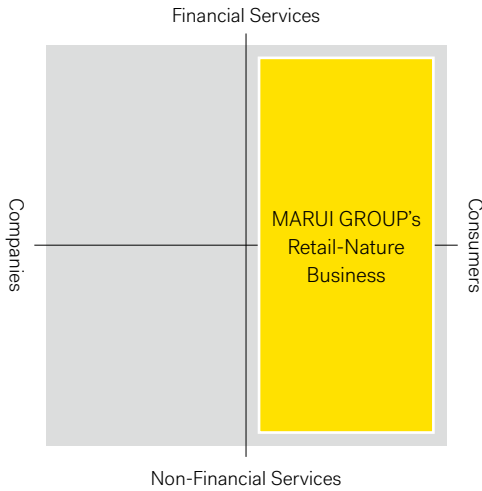 Financial Services
Companies
MARUI GROUP’s
Retail-Nature
Business
Consumers
Non-Financial Services